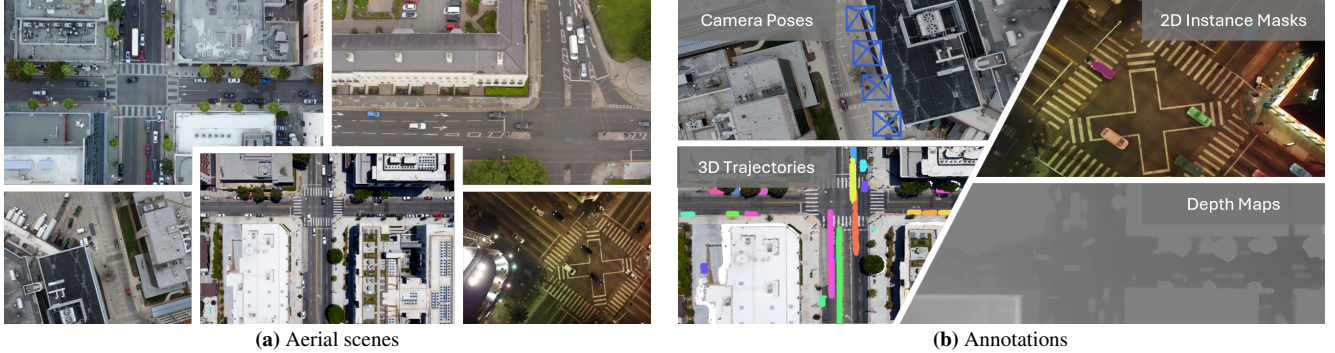 Camera Poses
2D Instance Masks
3D Trajectories
Depth Maps
(a) Aerial scenes
(b) Annotations